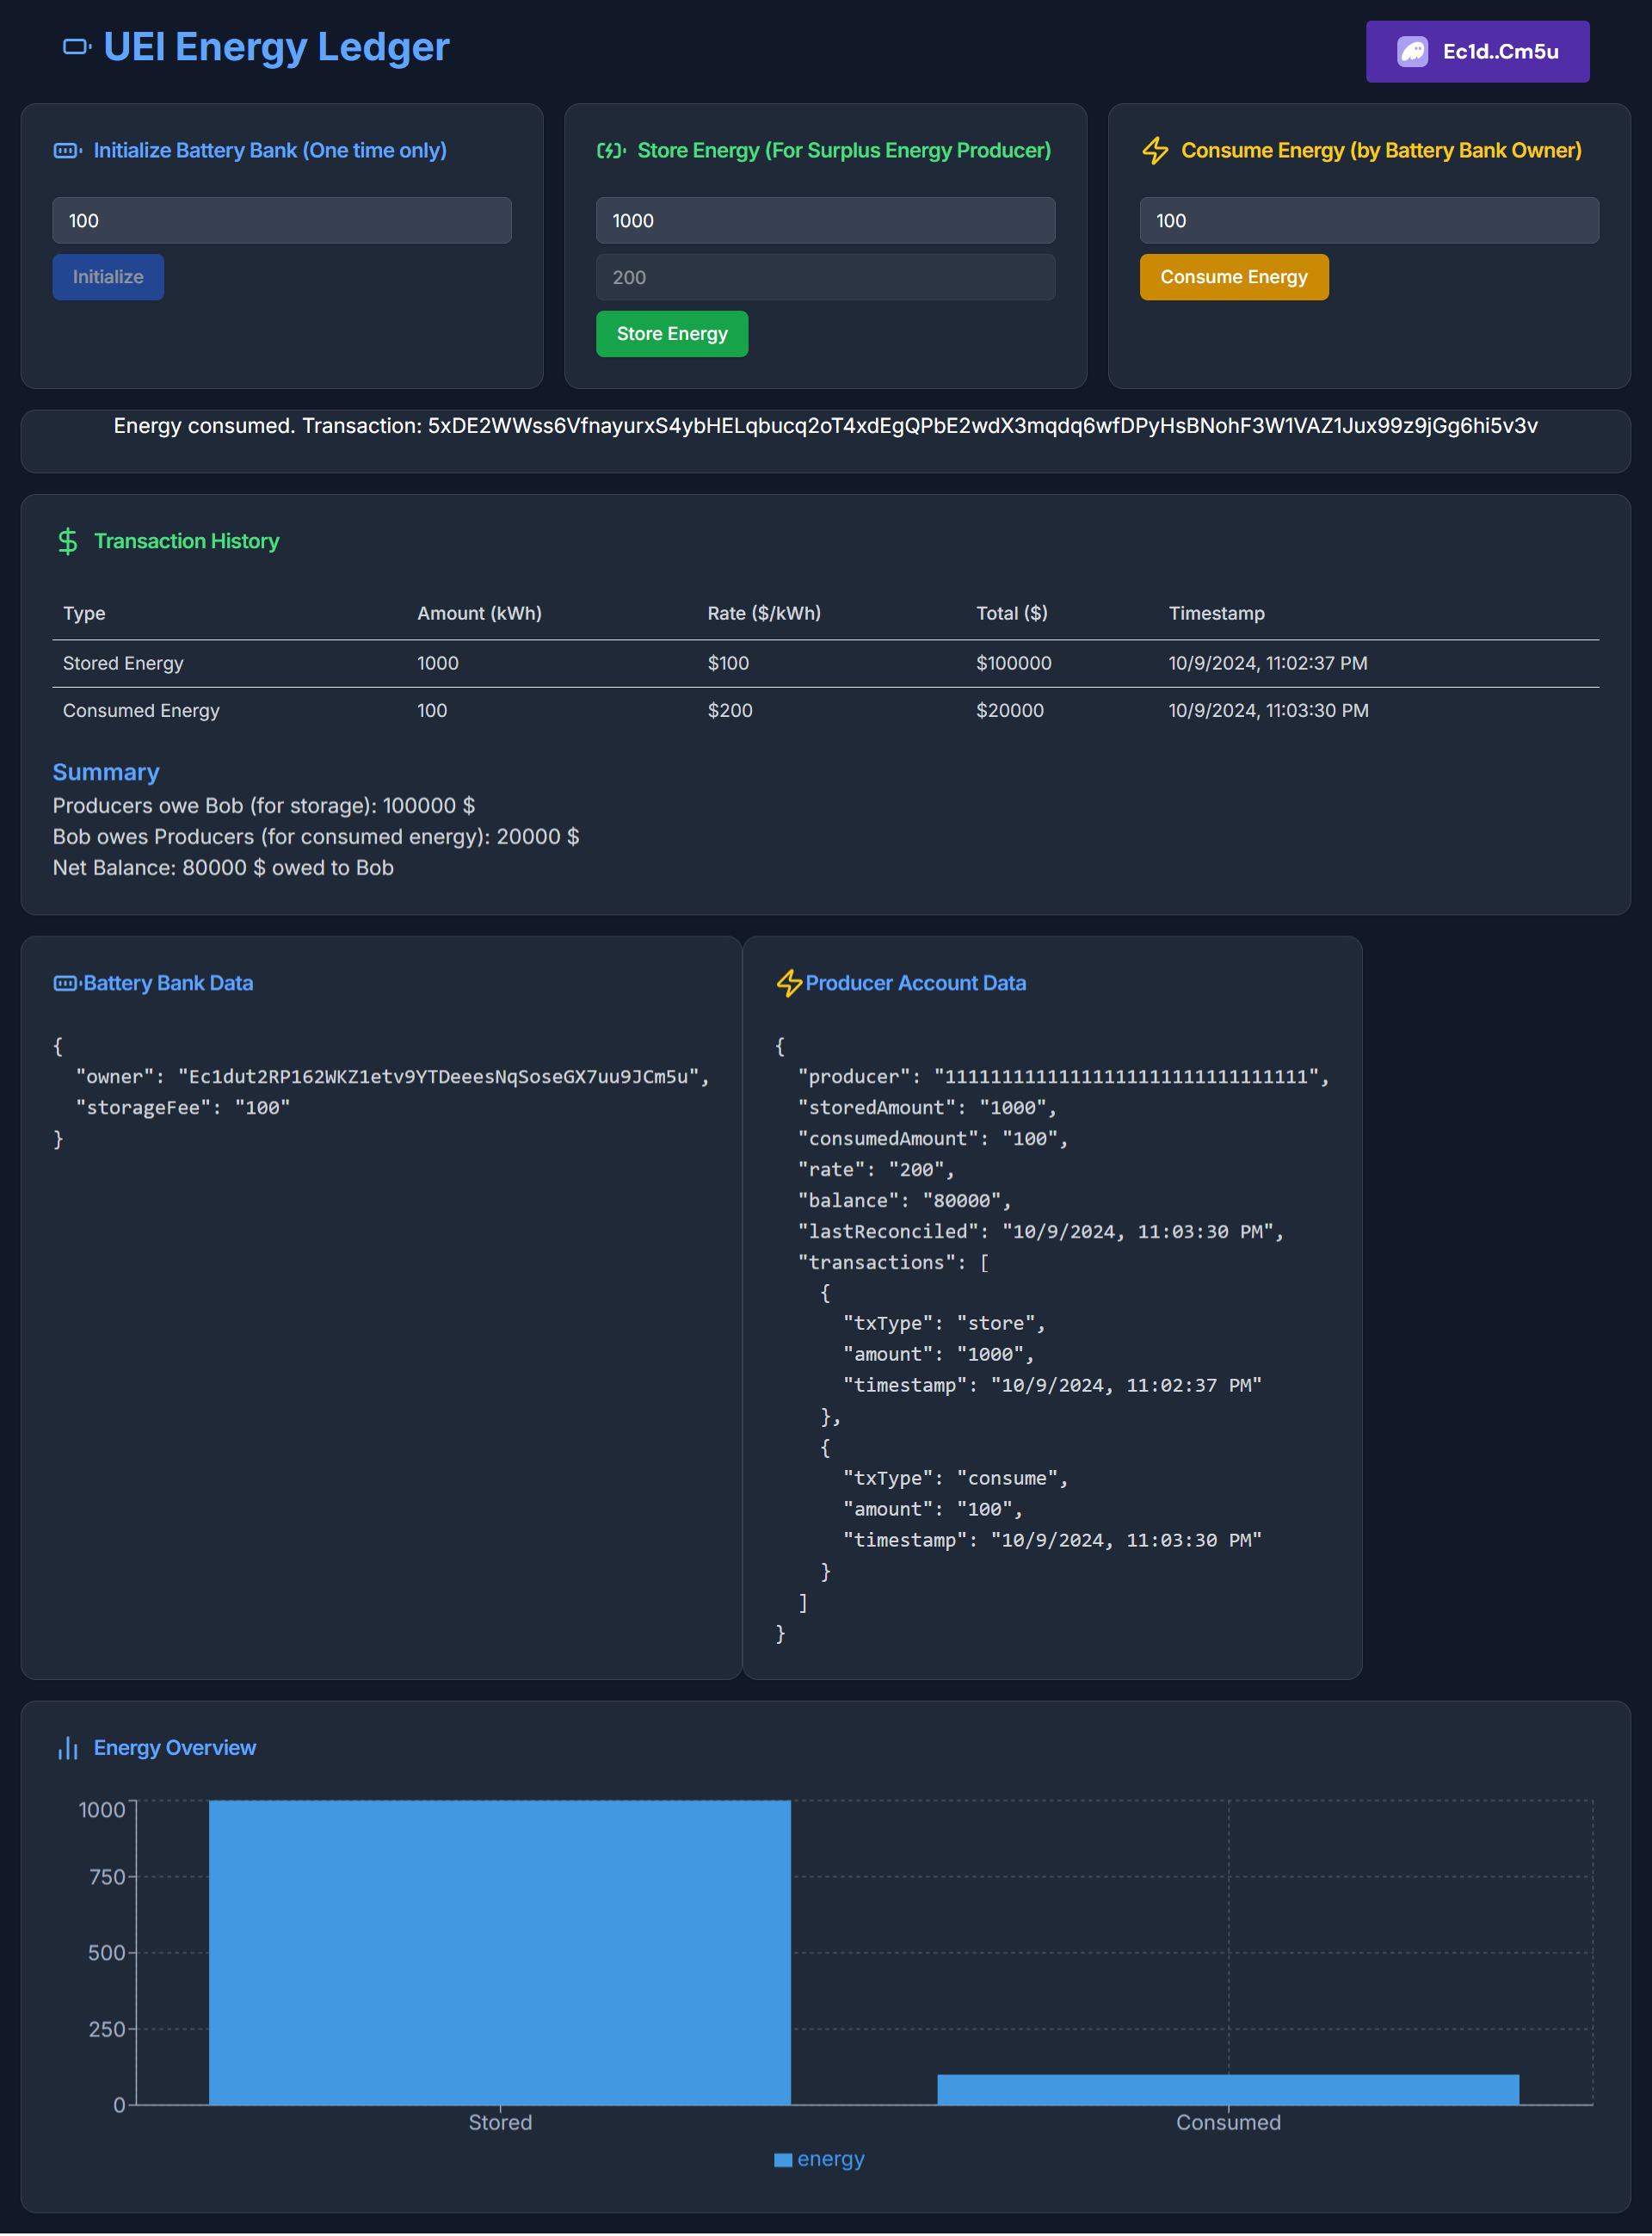 UEI Energy Ledger
Ec1d..Cm5u
Initialize Battery Bank (One time only)
100
Initialize
Store Energy (For Surplus Energy Producer)
1000
200
Store Energy
Consume Energy (by Battery Bank Owner)
100
Consume Energy
Energy consumed. Transaction: 5xDE2WWss6VfnayurxS4ybHELqbucq2oT4xdEgQPbE2wdX3mqdq6wfDPyHsBNohF3W1VAZ1Jux99z9jGg6hi5v3v
Transaction History
Type Amount (kWh) Rate ($/kWh) Total ($) Timestamp
Stored Energy 1000 $100 $100000 10/9/2024, 11:02:37 PM
Consumed Energy 100 $200 $20000 10/9/2024, 11:03:30 PM
Summary
Producers owe Bob (for storage): 100000 $
Bob owes Producers (for consumed energy): 20000 $
Net Balance: 80000 $ owed to Bob
Battery Bank Data
{
"owner": "Ec1dut2RP162WKZ1etv9YTDeeesNqSoseGX7uu9JCm5u",
"storageFee": "100"
}
Producer Account Data
{
"producer": "11111111111111111111111111111111",
"storedAmount": "1000",
"consumedAmount": "100",
"rate": "200",
"balance": "80000",
"lastReconciled": "10/9/2024, 11:03:30 PM",
"transactions": [
{
"txType": "store",
"amount": "1000",
"timestamp": "10/9/2024, 11:02:37 PM"
},
{
"txType": "consume",
"amount": "100",
"timestamp": "10/9/2024, 11:03:30 PM"
}
]
}
Energy Overview
1000
750
500
250
0
Stored Consumed
energy